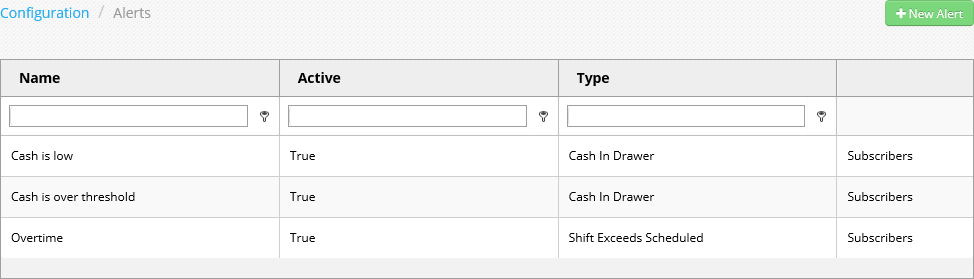 Configuration / Alerts
+ New Alert
Name Active Type
Cash is low True Cash In Drawer Subscribers
Cash is over threshold True Cash In Drawer Subscribers
Overtime True Shift Exceeds Scheduled Subscribers